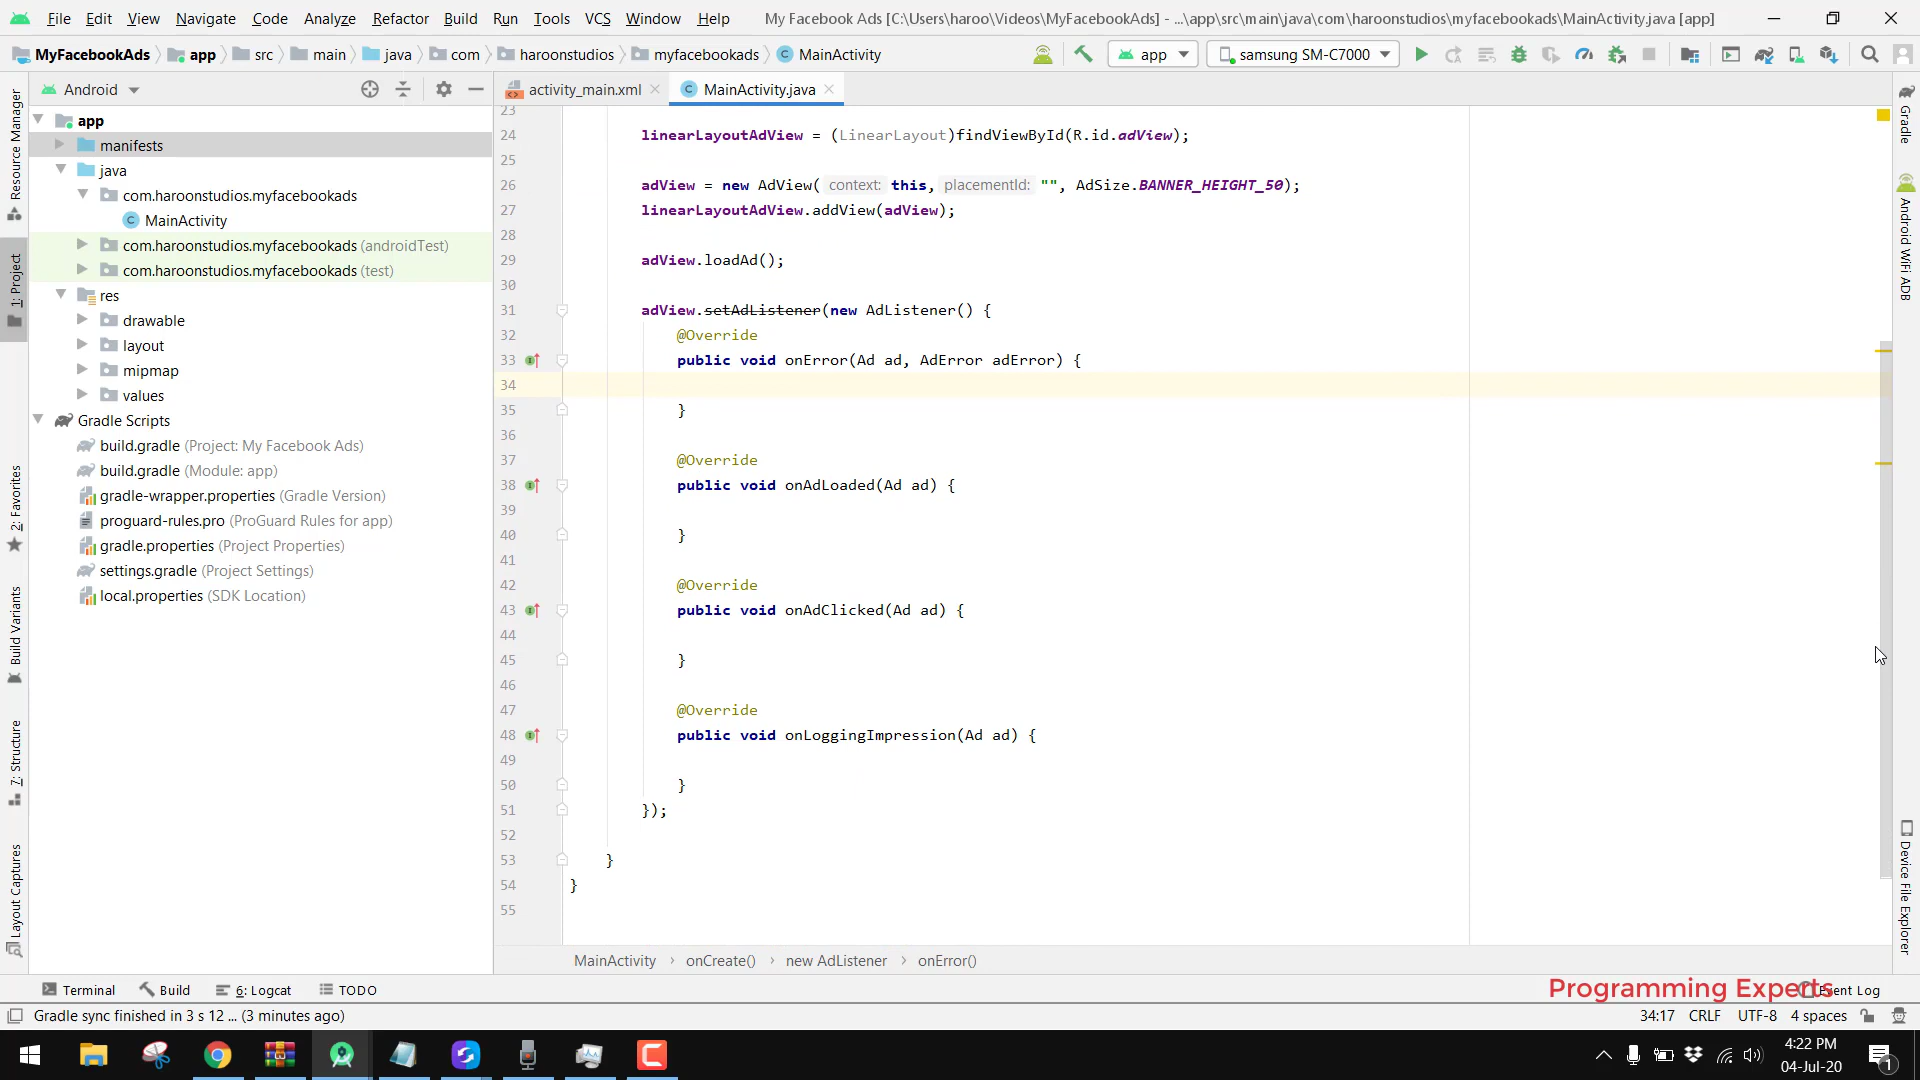 File Edit View Navigate Code Analyze Refactor Build Run Tools VCS Window Help My Facebook Ads [C:\Users\haroo\Videos\MyFacebookAds] - ...\app\src\main\java\com\haroonstudios\myfacebookads\MainActivity.java [app]
MyFacebookAds app src main java com haroonstudios myfacebookads MainActivity app samsung SM-C7000
Android activity_main.xml MainActivity.java
app
manifests
java
com.haroonstudios.myfacebookads
MainActivity
com.haroonstudios.myfacebookads (androidTest)
com.haroonstudios.myfacebookads (test)
res
drawable
layout
mipmap
values
Gradle Scripts
build.gradle (Project: My Facebook Ads)
build.gradle (Module: app)
gradle-wrapper.properties (Gradle Version)
proguard-rules.pro (ProGuard Rules for app)
gradle.properties (Project Properties)
settings.gradle (Project Settings)
local.properties (SDK Location)
Resource Manager
1: Project
2: Favorites
Build Variants
7: Structure
Layout Captures
23
24 linearLayoutAdView = (LinearLayout)findViewById(R.id.adView);
25
26 adView = new AdView( context: this, placementId: "", AdSize.BANNER_HEIGHT_50);
27 linearLayoutAdView.addView(adView);
28
29 adView.loadAd();
30
31 adView.setAdListener(new AdListener() {
32 @Override
33 public void onError(Ad ad, AdError adError) {
34
35 }
36
37 @Override
38 public void onAdLoaded(Ad ad) {
39
40 }
41
42 @Override
43 public void onAdClicked(Ad ad) {
44
45 }
46
47 @Override
48 public void onLoggingImpression(Ad ad) {
49
50 }
51 });
52
53 }
54 }
55
Gradle
Android WiFi ADB
Device File Explorer
MainActivity › onCreate() › new AdListener › onError()
Terminal Build 6: Logcat TODO Event Log
Programming Experts
Gradle sync finished in 3 s 12 ... (3 minutes ago) 34:17 CRLF UTF-8 4 spaces
4:22 PM
04-Jul-20
1